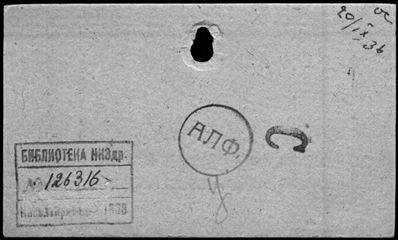 20/IX 36
АЛФ.
С
БИБЛИОТЕКА НКЗдр.
№ 126316
У